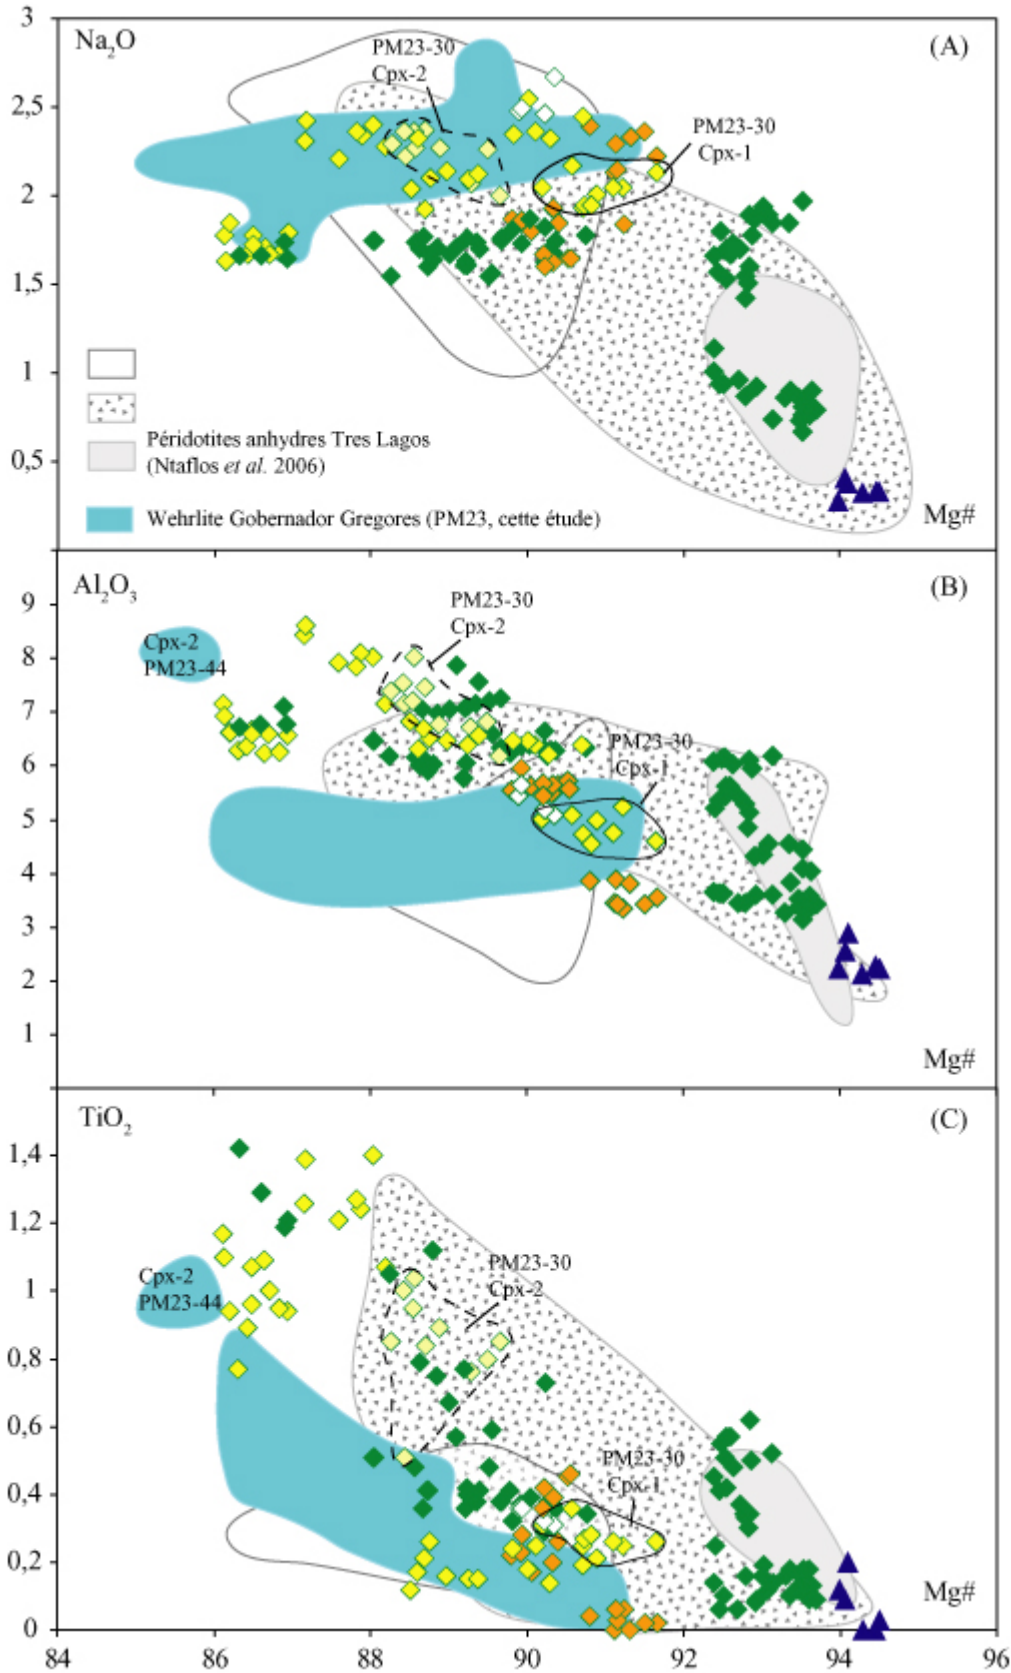 3
Na₂O
(A)
PM23-30
Cpx-2
2,5
PM23-30
Cpx-1
2
1,5
1
Péridotites anhydres Tres Lagos
(Ntaflos et al. 2006)
0,5
Wehrlite Gobernador Gregores (PM23, cette étude)
Mg#
Al₂O₃
(B)
9
PM23-30
Cpx-2
Cpx-2
PM23-44
8
7
PM23-30
Cpx-1
6
5
4
3
2
1
Mg#
TiO₂
(C)
1,4
1,2
PM23-30
Cpx-2
Cpx-2
PM23-44
1
0,8
0,6
PM23-30
Cpx-1
0,4
0,2
Mg#
0
84
86
88
90
92
94
96